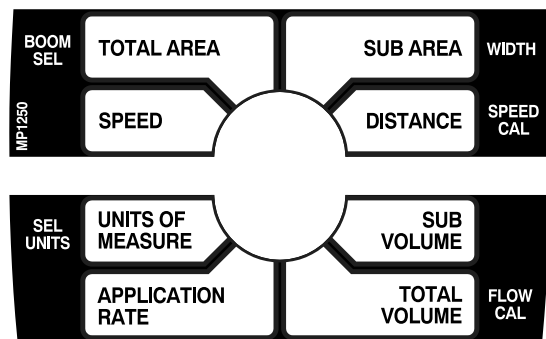 BOOM
SEL
TOTAL AREA
SUB AREA
WIDTH
MP1250
SPEED
DISTANCE
SPEED
CAL
SEL
UNITS
UNITS OF
MEASURE
SUB
VOLUME
APPLICATION
RATE
TOTAL
VOLUME
FLOW
CAL